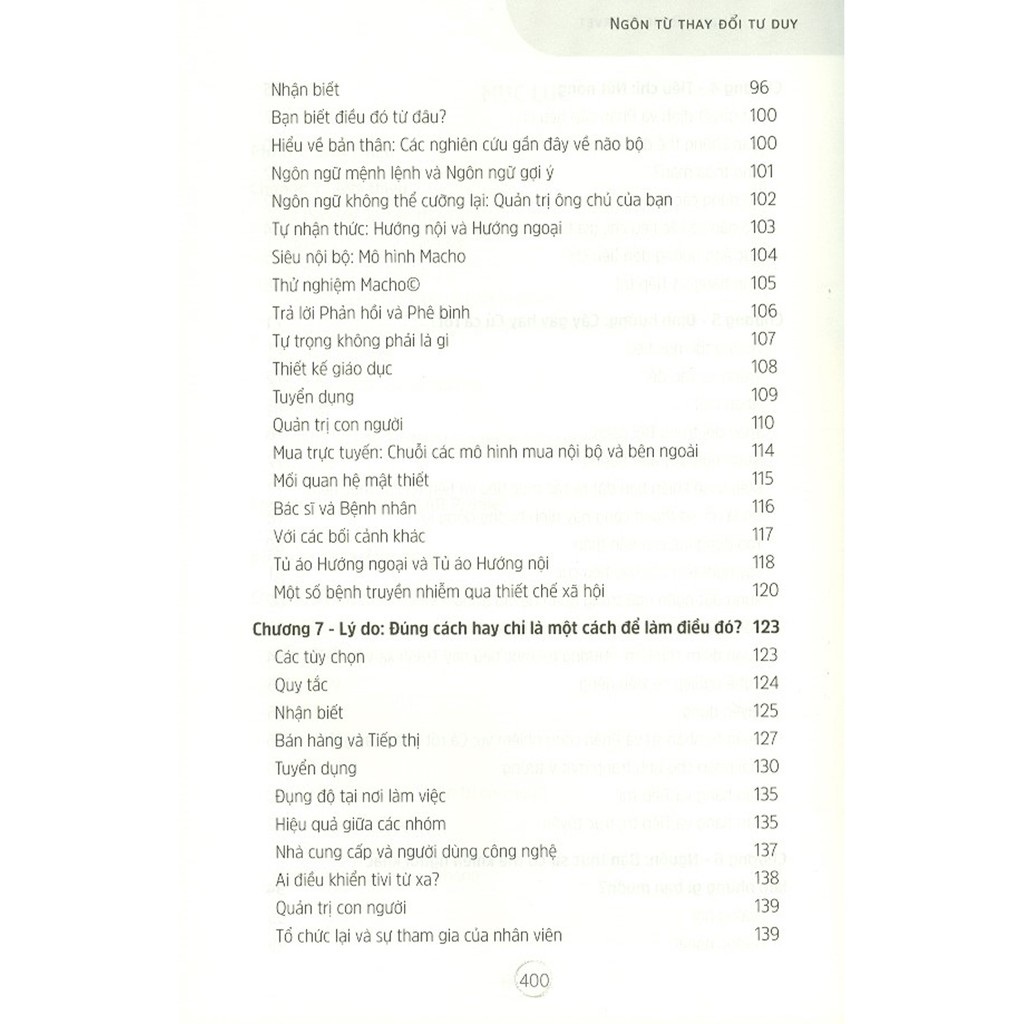 NGÔN TỪ THAY ĐỔI TƯ DUY
Nhận biết 96
Bạn biết điều đó từ đâu? 100
Hiểu về bản thân: Các nghiên cứu gần đây về não bộ 100
Ngôn ngữ mệnh lệnh và Ngôn ngữ gợi ý 101
Ngôn ngữ không thể cưỡng lại: Quản trị ông chủ của bạn 102
Tự nhận thức: Hướng nội và Hướng ngoại 103
Siêu nội bộ: Mô hình Macho 104
Thử nghiệm Macho© 105
Trả lời Phản hồi và Phê bình 106
Tự trọng không phải là gì 107
Thiết kế giáo dục 108
Tuyển dụng 109
Quản trị con người 110
Mua trực tuyến: Chuỗi các mô hình mua nội bộ và bên ngoài 114
Mối quan hệ mật thiết 115
Bác sĩ và Bệnh nhân 116
Với các bối cảnh khác 117
Tủ áo Hướng ngoại và Tủ áo Hướng nội 118
Một số bệnh truyền nhiễm qua thiết chế xã hội 120
Chương 7 - Lý do: Đúng cách hay chỉ là một cách để làm điều đó? 123
Các tùy chọn 123
Quy tắc 124
Nhận biết 125
Bán hàng và Tiếp thị 127
Tuyển dụng 130
Đụng độ tại nơi làm việc 135
Hiệu quả giữa các nhóm 135
Nhà cung cấp và người dùng công nghệ 137
Ai điều khiển tivi từ xa? 138
Quản trị con người 139
Tổ chức lại và sự tham gia của nhân viên 139
400